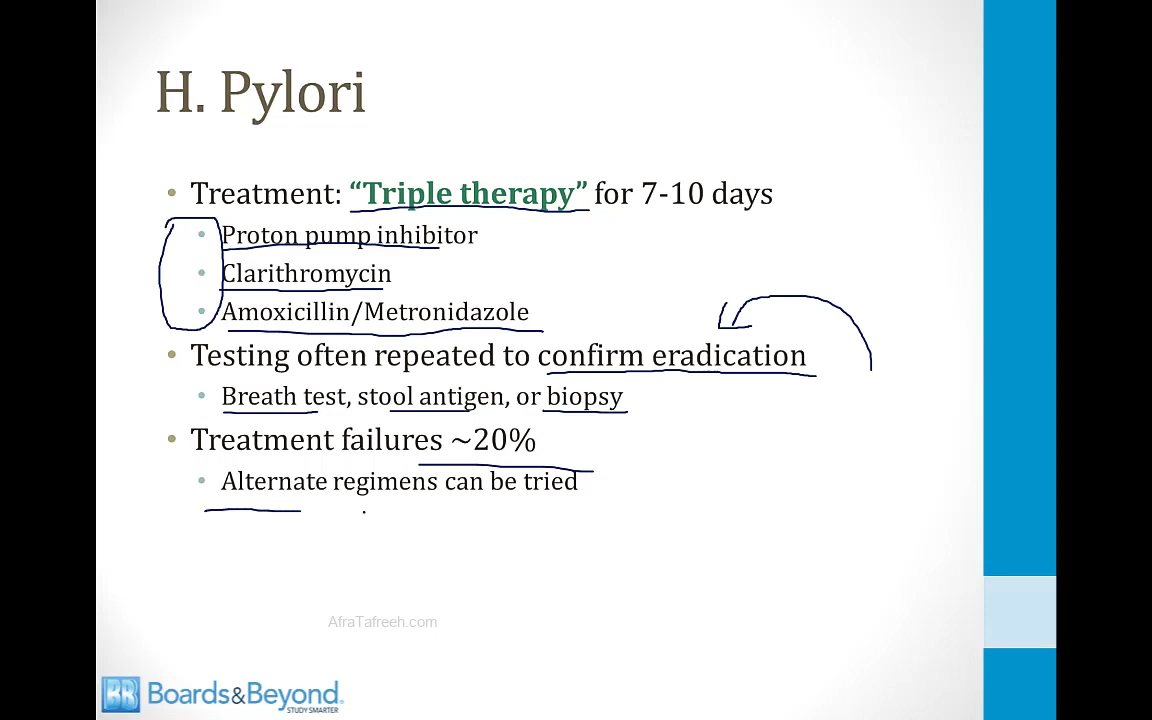 H. Pylori
• Treatment: “Triple therapy” for 7-10 days
• Proton pump inhibitor
• Clarithromycin
• Amoxicillin/Metronidazole
• Testing often repeated to confirm eradication
• Breath test, stool antigen, or biopsy
• Treatment failures ~20%
• Alternate regimens can be tried
AfraTafreeh.com
BB Boards&Beyond.
STUDY SMARTER